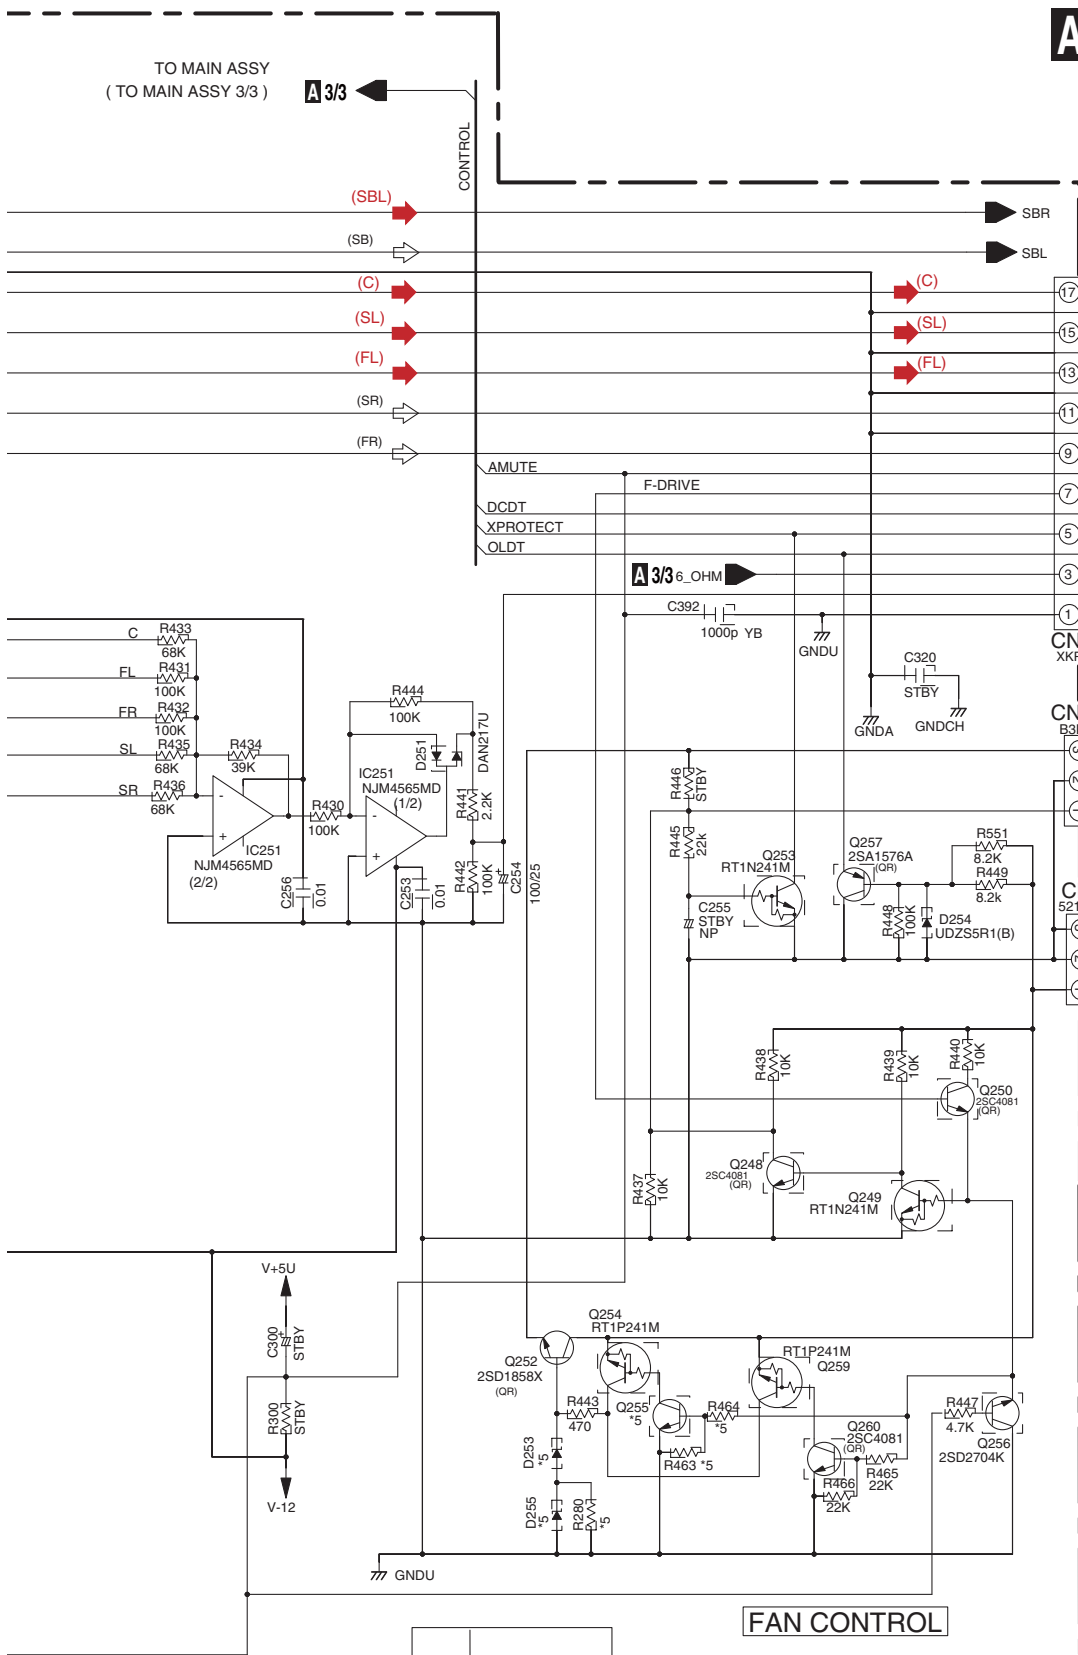 A
TO MAIN ASSY
( TO MAIN ASSY 3/3 )
A 3/3
CONTROL
(SBL)
SBR
(SB)
SBL
(C)
(C)
17
(SL)
(SL)
15
(FL)
(FL)
13
(SR)
11
(FR)
9
AMUTE
F-DRIVE
7
DCDT
XPROTECT
5
OLDT
A 3/3 6_OHM
3
C392
1000p YB
1
GNDU
CN
C
R433
68K
FL
R431
100K
FR
R432
100K
SL
R435
68K
R434
39K
SR
R436
68K
IC251
NJM4565MD
(2/2)
R430
100K
R444
100K
D251
DAN217U
IC251
NJM4565MD
(1/2)
R441
2.2K
R442
100K
C254
100/25
C256
0.01
C253
0.01
C320
STBY
GNDA
GNDCH
CN
R446
STBY
R445
22k
C255
STBY
NP
Q253
RT1N241M
Q257
2SA1576A
(QR)
R551
8.2K
R449
8.2k
R448
100K
D254
UDZS5R1(B)
C
521
R438
10K
R439
10K
R440
10K
Q250
2SC4081
(QR)
R437
10K
Q248
2SC4081
(QR)
Q249
RT1N241M
V+5U
C300
STBY
R300
STBY
V-12
Q254
RT1P241M
Q252
2SD1858X
(QR)
RT1P241M
Q259
R443
470
Q255
*5
R464
*5
R463 *5
D253
*5
D255
*5
R280
*5
Q260
2SC4081
(QR)
R465
22K
R466
22K
R447
4.7K
Q256
2SD2704K
GNDU
FAN CONTROL